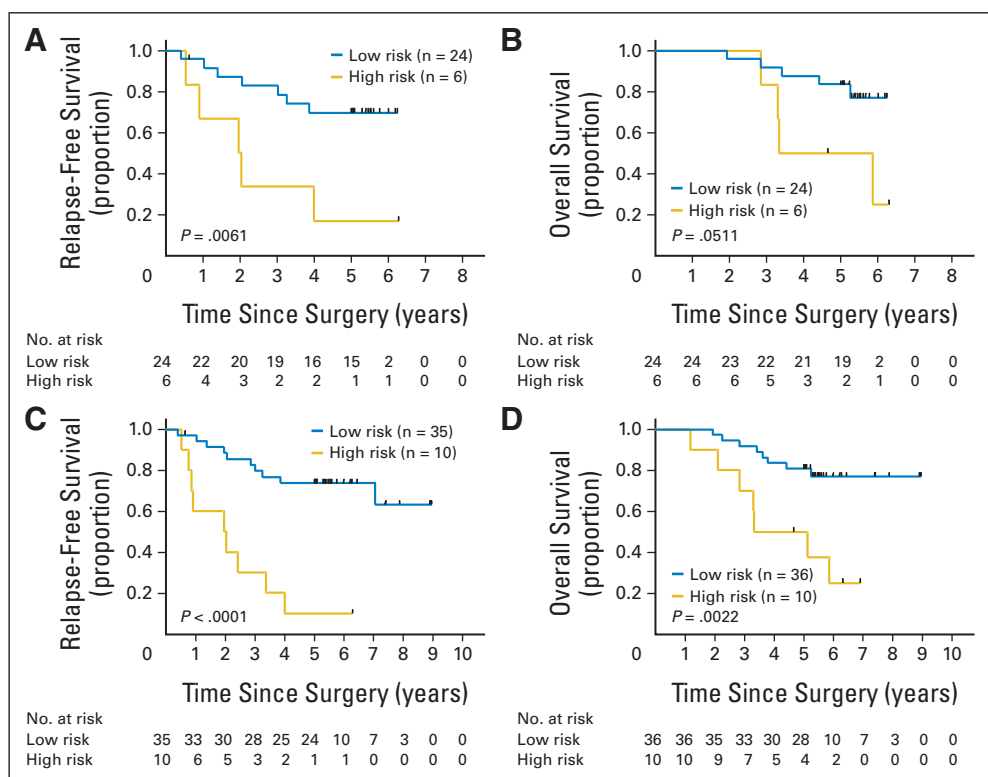 A
Relapse-Free Survival
(proportion)
1.0
0.8
0.6
0.4
0.2
Low risk (n = 24)
High risk (n = 6)
P = .0061
0 1 2 3 4 5 6 7 8
Time Since Surgery (years)
No. at risk
Low risk 24 22 20 19 16 15 2 0 0
High risk 6 4 3 2 2 1 1 0 0
B
Overall Survival
(proportion)
1.0
0.8
0.6
0.4
0.2
Low risk (n = 24)
High risk (n = 6)
P = .0511
0 1 2 3 4 5 6 7 8
Time Since Surgery (years)
No. at risk
Low risk 24 24 23 22 21 19 2 0 0
High risk 6 6 6 5 3 2 1 0 0
C
Relapse-Free Survival
(proportion)
1.0
0.8
0.6
0.4
0.2
Low risk (n = 35)
High risk (n = 10)
P < .0001
0 1 2 3 4 5 6 7 8 9 10
Time Since Surgery (years)
No. at risk
Low risk 35 33 30 28 25 24 10 7 3 0 0
High risk 10 6 5 3 2 1 1 0 0 0 0
D
Overall Survival
(proportion)
1.0
0.8
0.6
0.4
0.2
Low risk (n = 36)
High risk (n = 10)
P = .0022
0 1 2 3 4 5 6 7 8 9 10
Time Since Surgery (years)
No. at risk
Low risk 36 36 35 33 30 28 10 7 3 0 0
High risk 10 10 9 7 5 4 2 0 0 0 0